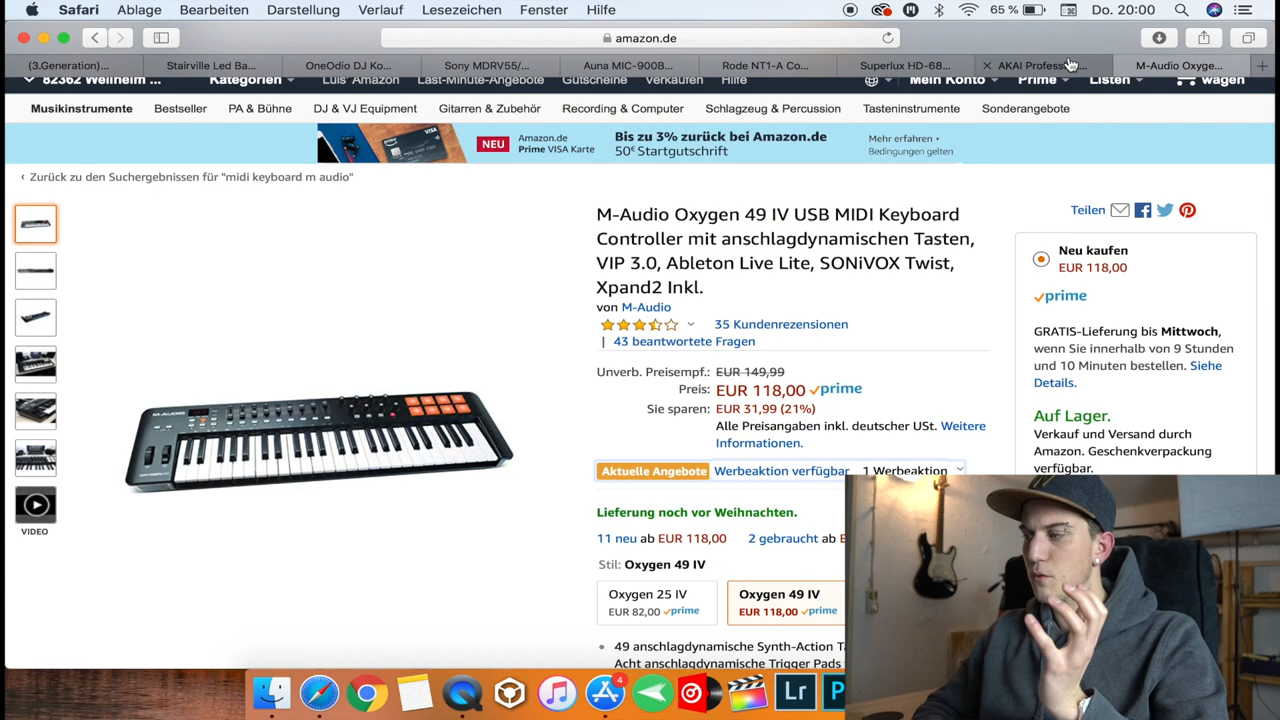 Safari Ablage Bearbeiten Darstellung Verlauf Lesezeichen Fenster Hilfe 65 % Do. 20:00
amazon.de
(3.Generation)... Stairville Led Ba... OneOdio DJ Ko... Sony MDRV55/... Auna MIC-900B... Rode NT1-A Co... Superlux HD-68... AKAI Profess M-Audio Oxyge...
82362 Weilheim ... Kategorien Luis' Amazon Last-Minute-Angebote Gutscheine Verkaufen Hilfe Mein Konto Prime Listen wagen
Musikinstrumente Bestseller PA & Bühne DJ & VJ Equipment Gitarren & Zubehör Recording & Computer Schlagzeug & Percussion Tasteninstrumente Sonderangebote
NEU Amazon.de
Prime VISA Karte
Bis zu 3% zurück bei Amazon.de
50€ Startgutschrift
Mehr erfahren ▸
Bedingungen gelten
‹ Zurück zu den Suchergebnissen für "midi keyboard m audio"
M-Audio Oxygen 49 IV USB MIDI Keyboard
Controller mit anschlagdynamischen Tasten,
VIP 3.0, Ableton Live Lite, SONiVOX Twist,
Xpand2 Inkl.
von M-Audio
35 Kundenrezensionen
| 43 beantwortete Fragen
Unverb. Preisempf.: EUR 149,99
Preis: EUR 118,00 prime
Sie sparen: EUR 31,99 (21%)
Alle Preisangaben inkl. deutscher USt. Weitere
Informationen.
Aktuelle Angebote Werbeaktion verfügbar 1 Werbeaktion
Lieferung noch vor Weihnachten.
11 neu ab EUR 118,00 2 gebraucht ab
Stil: Oxygen 49 IV
Oxygen 25 IV
EUR 82,00 prime
Oxygen 49 IV
EUR 118,00 prime
• 49 anschlagdynamische Synth-Action
Acht anschlagdynamische Trigger Pads
Teilen
Neu kaufen
EUR 118,00
prime
GRATIS-Lieferung bis Mittwoch,
wenn Sie innerhalb von 9 Stunden
und 10 Minuten bestellen. Siehe
Details.
Auf Lager.
Verkauf und Versand durch
Amazon. Geschenkverpackung
verfügbar.
M-AUDIO
VIDEO
4
Lr